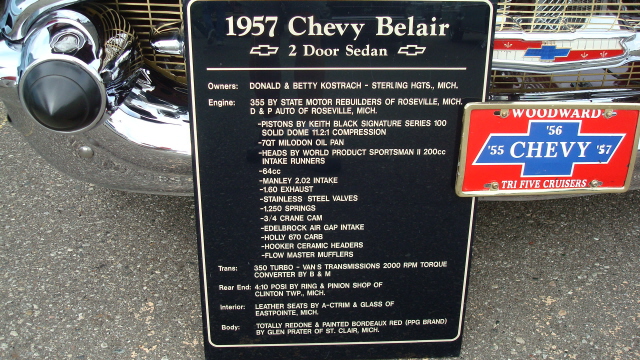 1957 Chevy Belair
2 Door Sedan
Owners: DONALD & BETTY KOSTRACH - STERLING HGTS., MICH.
Engine: 355 BY STATE MOTOR REBUILDERS OF ROSEVILLE, MICH.
D & P AUTO OF ROSEVILLE, MICH.
-PISTONS BY KEITH BLACK SIGNATURE SERIES 100
SOLID DOME 11.2:1 COMPRESSION
-7QT MILODON OIL PAN
-HEADS BY WORLD PRODUCT SPORTSMAN II 200cc
INTAKE RUNNERS
-64cc
-MANLEY 2.02 INTAKE
-1.60 EXHAUST
-STAINLESS STEEL VALVES
-1.250 SPRINGS
-3/4 CRANE CAM
-EDELBROCK AIR GAP INTAKE
-HOLLY 670 CARB
-HOOKER CERAMIC HEADERS
-FLOW MASTER MUFFLERS
Trans: 350 TURBO - VAN'S TRANSMISSIONS 2000 RPM TORQUE
CONVERTER BY B & M
Rear End: 4:10 POSI BY RING & PINION SHOP OF
CLINTON TWP., MICH.
Interior: LEATHER SEATS BY A-CTRIM & GLASS OF
EASTPOINTE, MICH.
Body: TOTALLY REDONE & PAINTED BORDEAUX RED (PPG BRAND)
BY GLEN PRATER OF ST. CLAIR, MICH.
WOODWARD
'56
'55 CHEVY '57
TRI FIVE CRUISERS